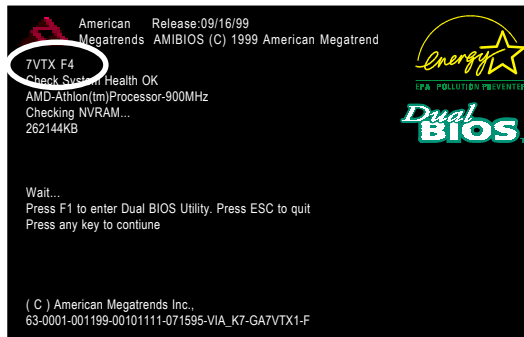 American Release:09/16/99
Megatrends AMIBIOS (C) 1999 American Megatrend
energy
EPA POLLUTION PREVENTER
7VTX F4
Check System Health OK
AMD-Athlon(tm)Processor-900MHz
Checking NVRAM...
262144KB
Dual
BIOS
Wait...
Press F1 to enter Dual BIOS Utility. Press ESC to quit
Press any key to contiune
( C ) American Megatrends Inc.,
63-0001-001199-00101111-071595-VIA_K7-GA7VTX1-F